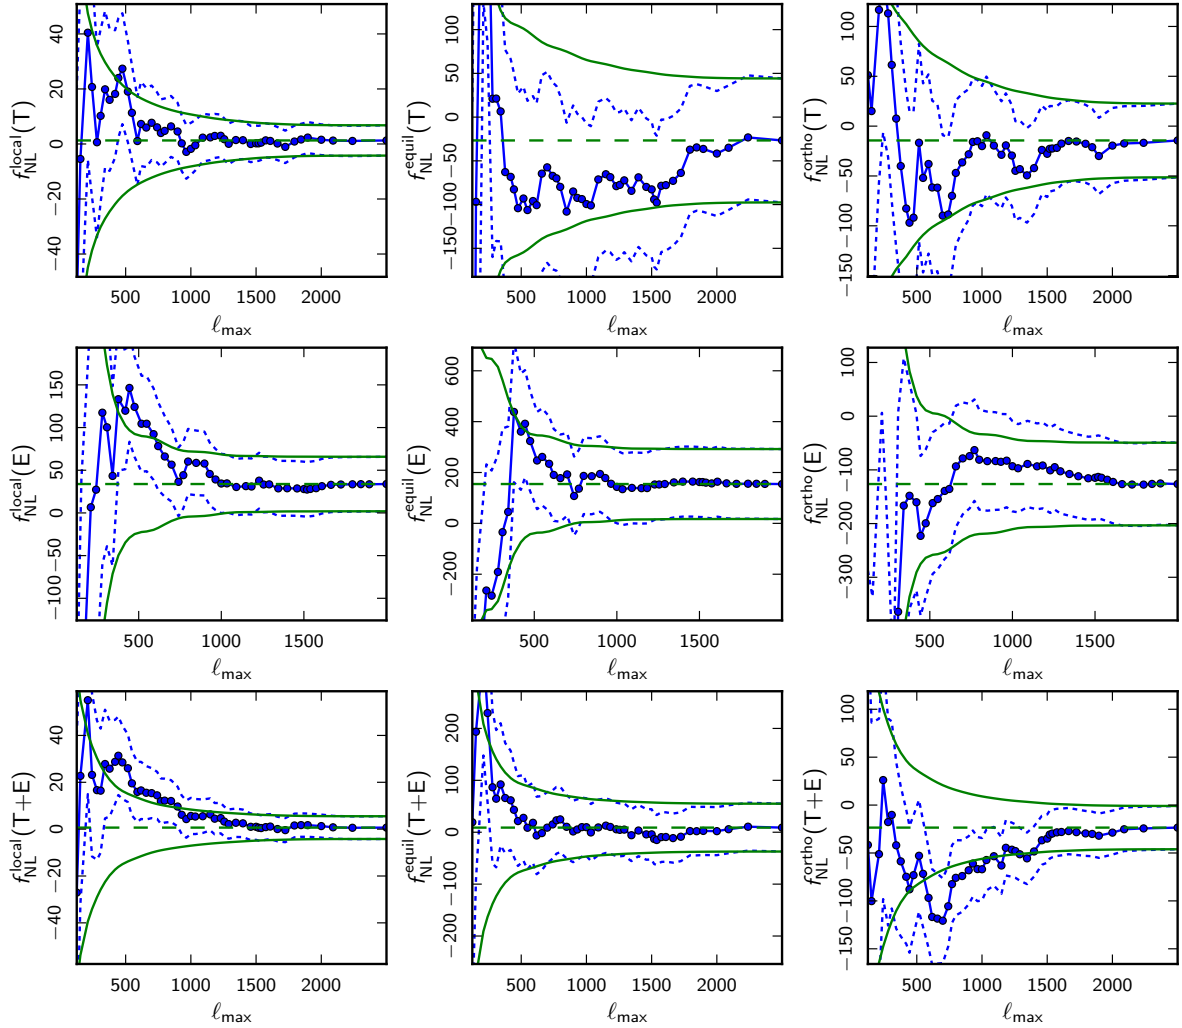 f_NL^local(T)
40
20
0
−20
−40
500 1000 1500 2000
ℓ_max
f_NL^equil(T)
100
50
0
−50
−100
−150
500 1000 1500 2000
ℓ_max
f_NL^ortho(T)
100
50
0
−50
−100
−150
500 1000 1500 2000
ℓ_max
f_NL^local(E)
150
100
50
0
−50
−100
500 1000 1500
ℓ_max
f_NL^equil(E)
600
400
200
0
−200
500 1000 1500
ℓ_max
f_NL^ortho(E)
100
0
−100
−200
−300
500 1000 1500
ℓ_max
f_NL^local(T+E)
40
20
0
−20
−40
500 1000 1500 2000
ℓ_max
f_NL^equil(T+E)
200
100
0
−100
−200
500 1000 1500 2000
ℓ_max
f_NL^ortho(T+E)
100
50
0
−50
−100
−150
500 1000 1500 2000
ℓ_max